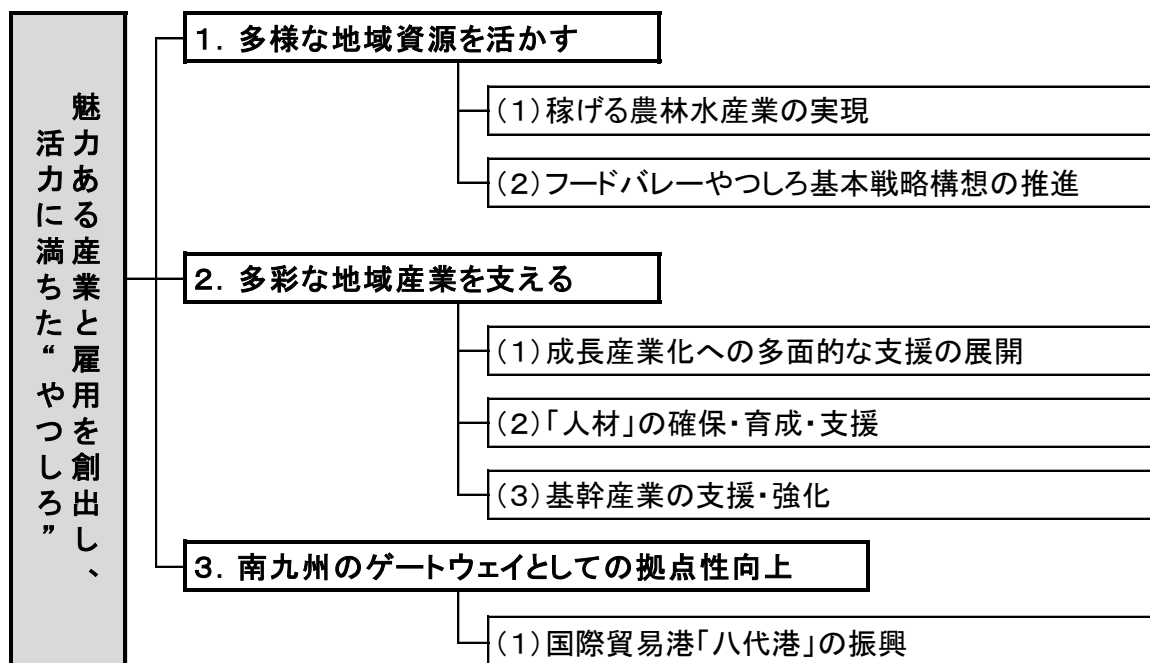 魅力ある産業と雇用を創出し、
活力に満ちた“やつしろ”
1．多様な地域資源を活かす
（1）稼げる農林水産業の実現
（2）フードバレーやつしろ基本戦略構想の推進
2．多彩な地域産業を支える
（1）成長産業化への多面的な支援の展開
（2）「人材」の確保・育成・支援
（3）基幹産業の支援・強化
3．南九州のゲートウェイとしての拠点性向上
（1）国際貿易港「八代港」の振興